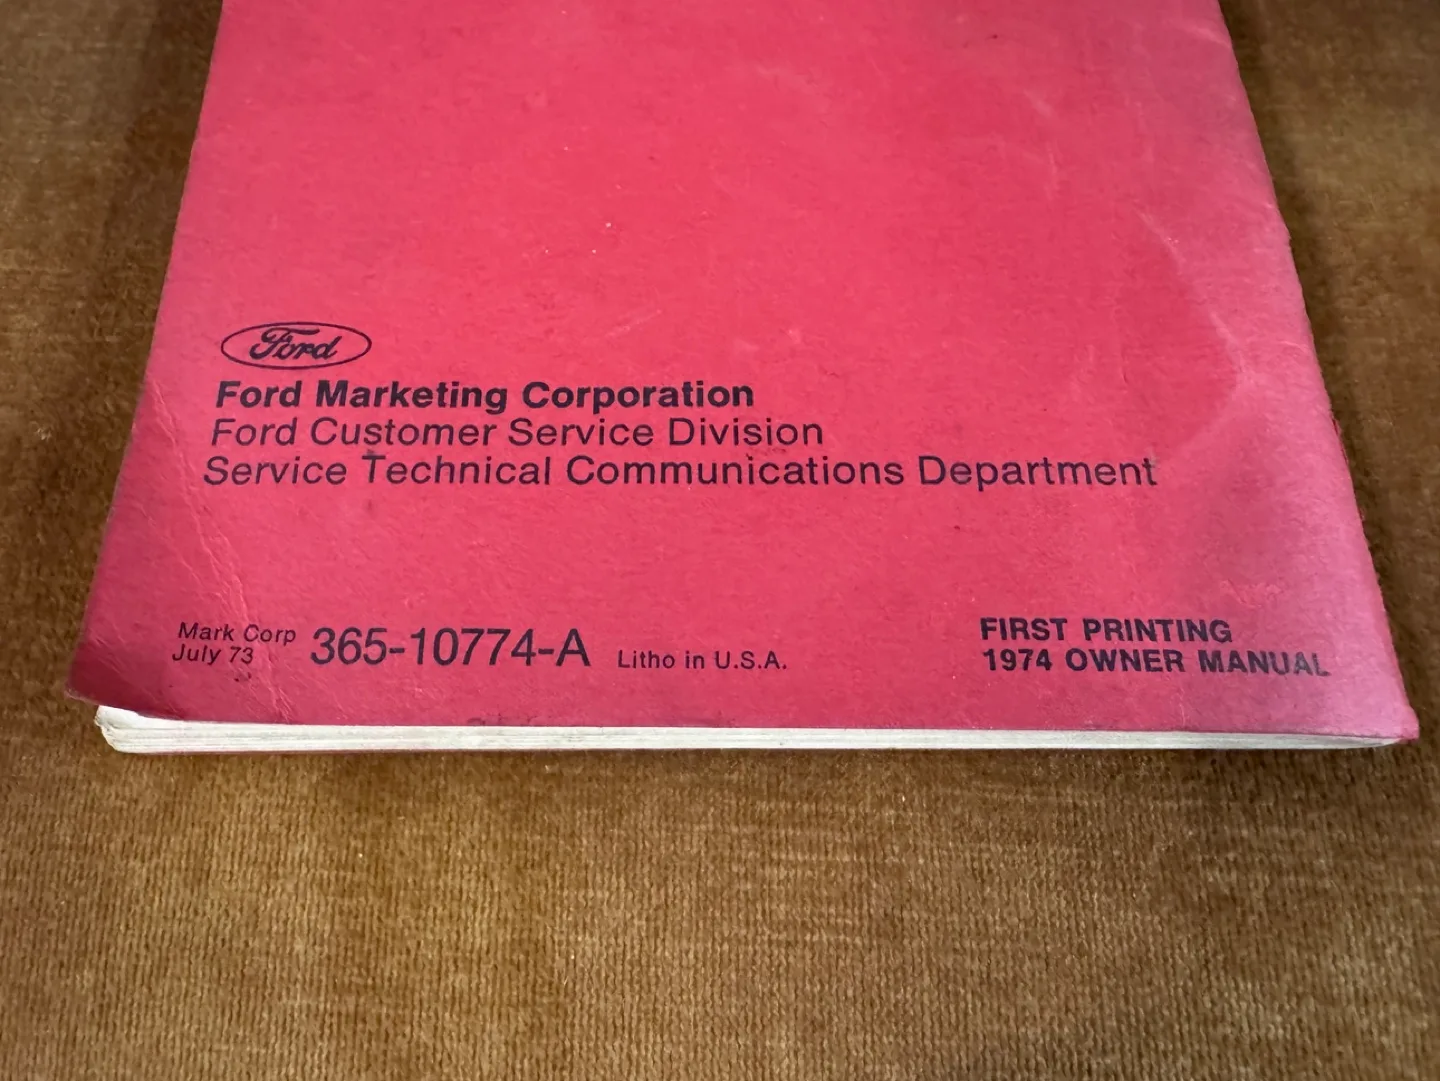 Ford
Ford Marketing Corporation
Ford Customer Service Division
Service Technical Communications Department
Mark Corp
July 73
365-10774-A
Litho in U.S.A.
FIRST PRINTING
1974 OWNER MANUAL